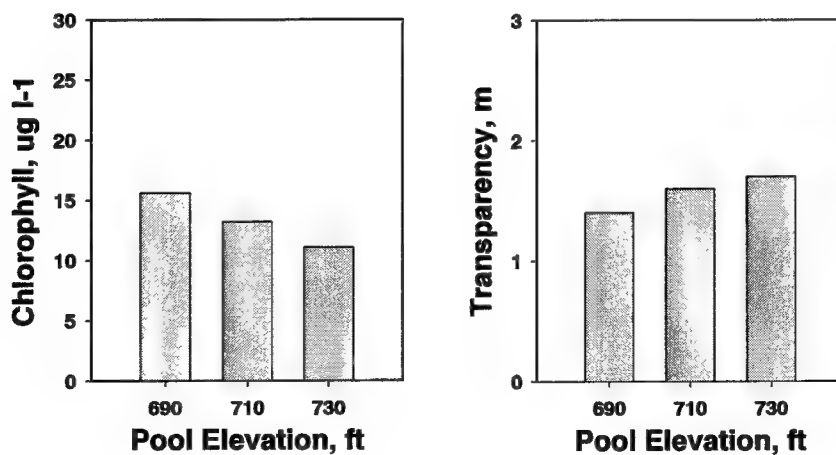 Chlorophyll, ug l-1
30
25
20
15
10
5
0
690 710 730
Pool Elevation, ft
Transparency, m
3
2
1
0
690 710 730
Pool Elevation, ft